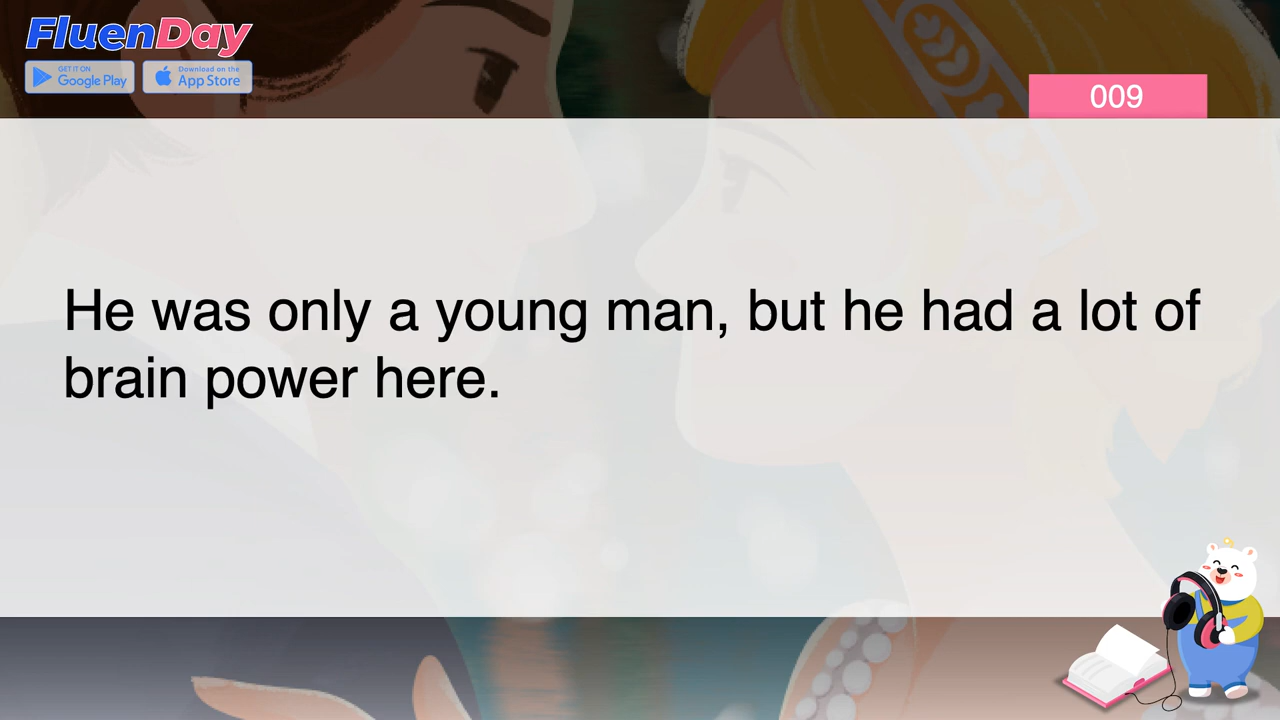 FluenDay
GET IT ON
Google Play
Download on the
App Store
009
He was only a young man, but he had a lot of
brain power here.